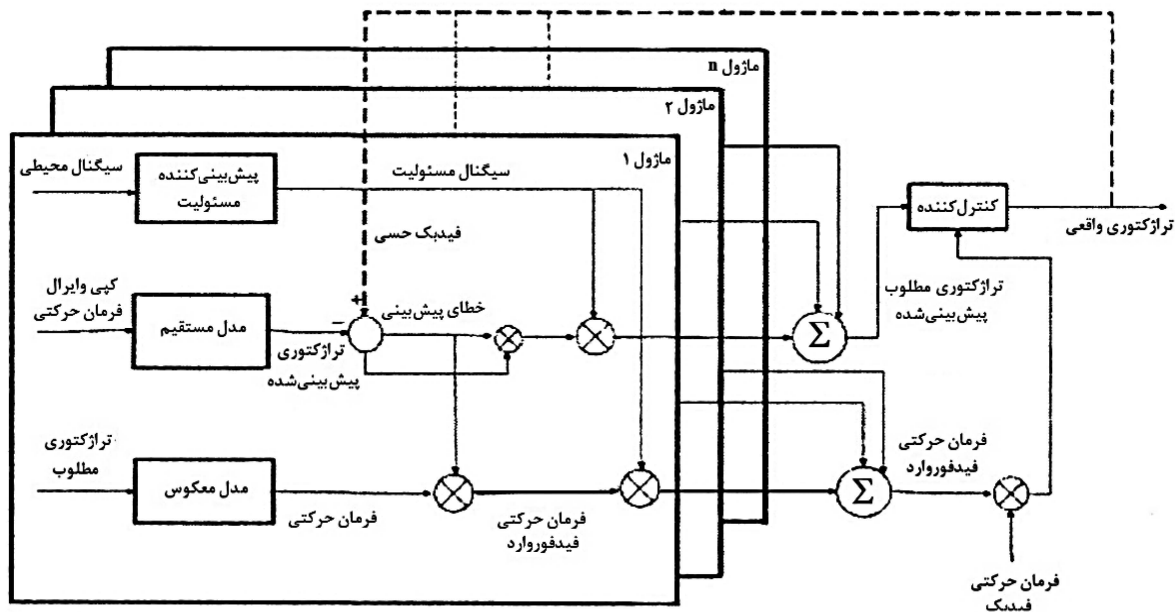 ماژول n
ماژول ۲
ماژول ۱
سیگنال محیطی
پیش‌بینی‌کننده
مسئولیت
سیگنال مسئولیت
فیدبک حسی
کنترل‌کننده
تراژکتوری واقعی
کپی وایرال
فرمان حرکتی
مدل مستقیم
+
−
خطای پیش‌بینی
تراژکتوری
پیش‌بینی‌شده
Σ
تراژکتوری مطلوب
پیش‌بینی‌شده
تراژکتوری
مطلوب
مدل معکوس
فرمان حرکتی
فرمان حرکتی
فیدفوروارد
Σ
فرمان حرکتی
فیدفوروارد
فرمان حرکتی
فیدبک